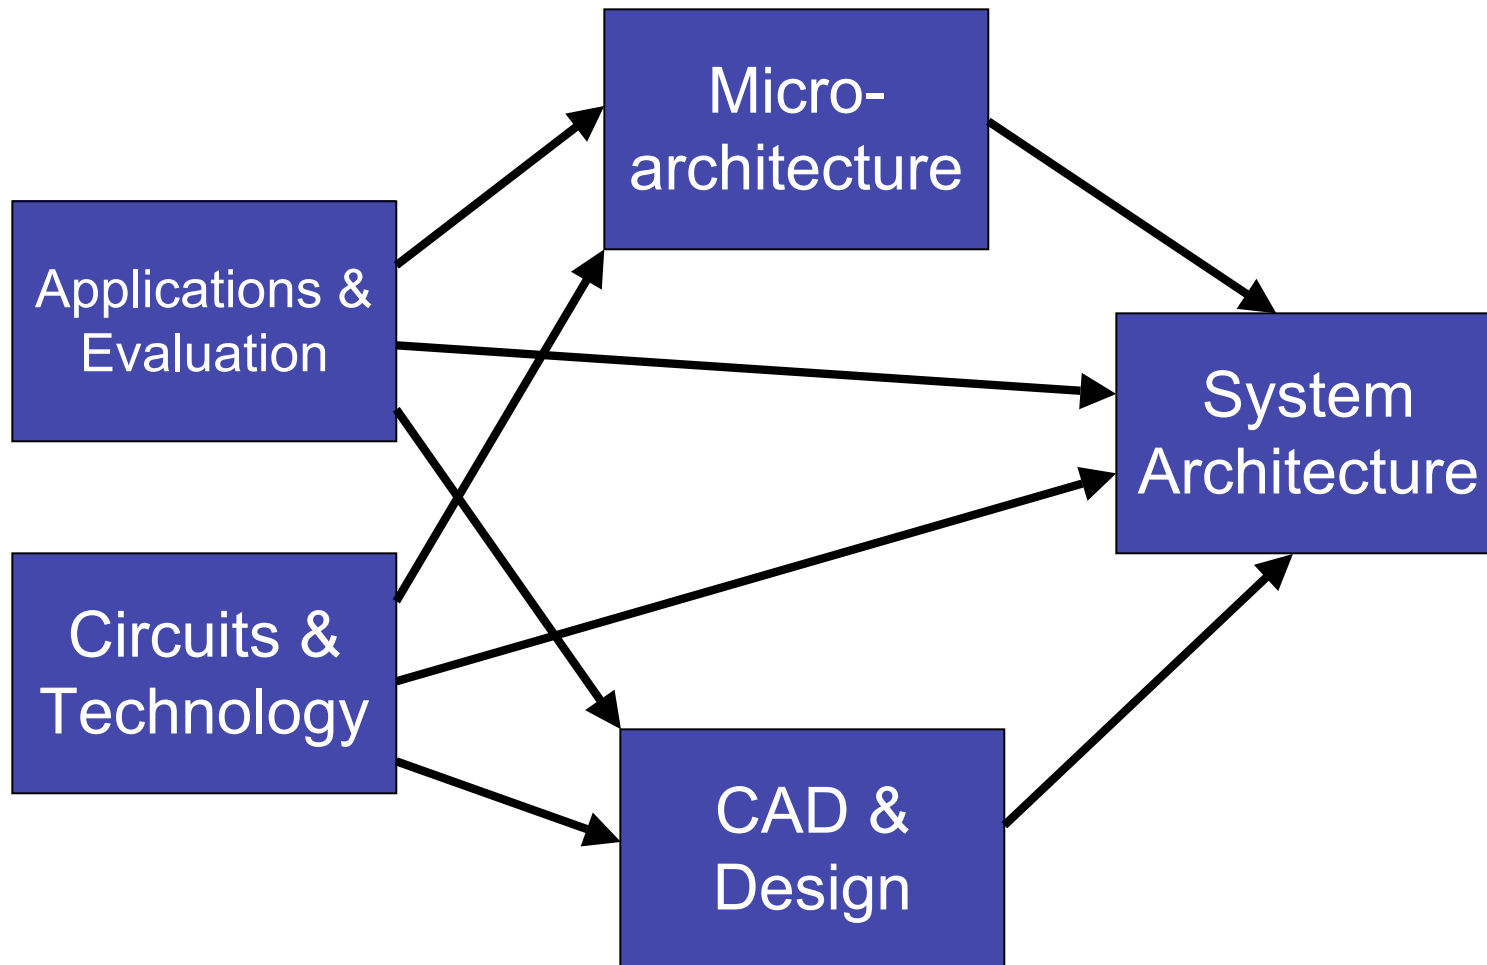 Micro-
architecture
Applications &
Evaluation
System
Architecture
Circuits &
Technology
CAD &
Design